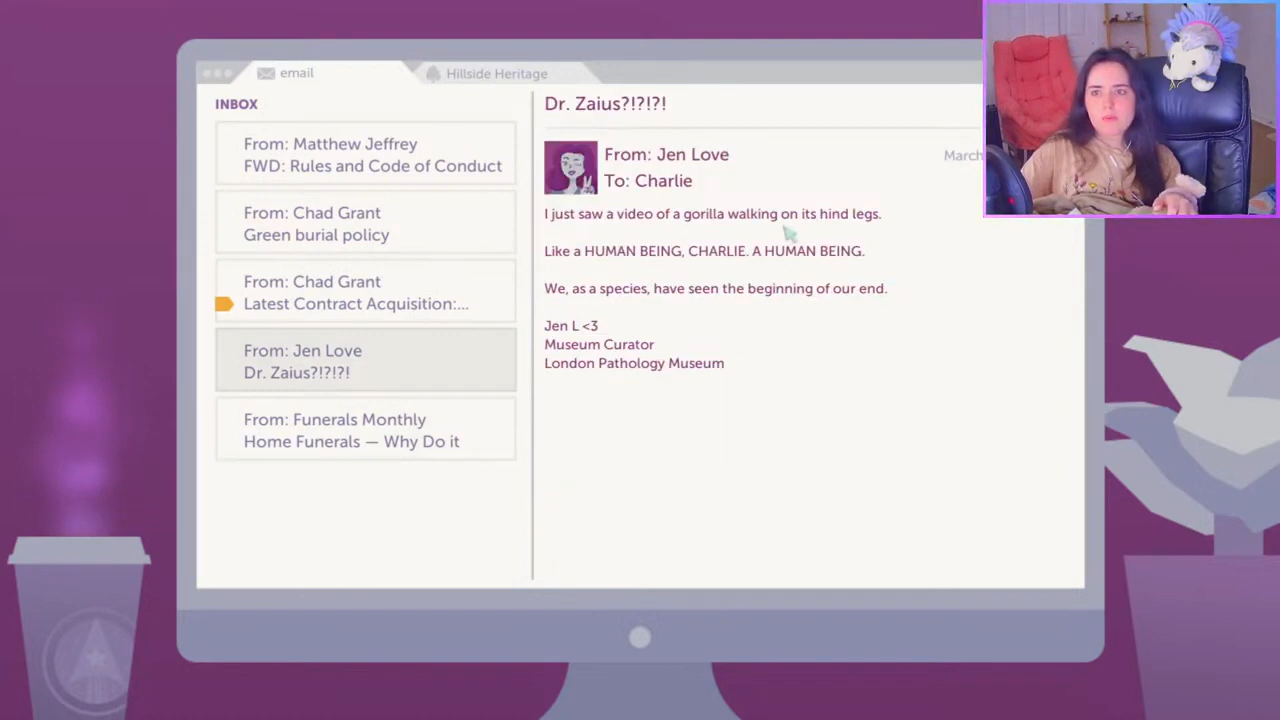 email
Hillside Heritage
INBOX
From: Matthew Jeffrey
FWD: Rules and Code of Conduct
From: Chad Grant
Green burial policy
From: Chad Grant
Latest Contract Acquisition:...
From: Jen Love
Dr. Zaius?!?!?!
From: Funerals Monthly
Home Funerals — Why Do it
Dr. Zaius?!?!?!
From: Jen Love
March
To: Charlie
I just saw a video of a gorilla walking on its hind legs.
Like a HUMAN BEING, CHARLIE. A HUMAN BEING.
We, as a species, have seen the beginning of our end.
Jen L <3
Museum Curator
London Pathology Museum